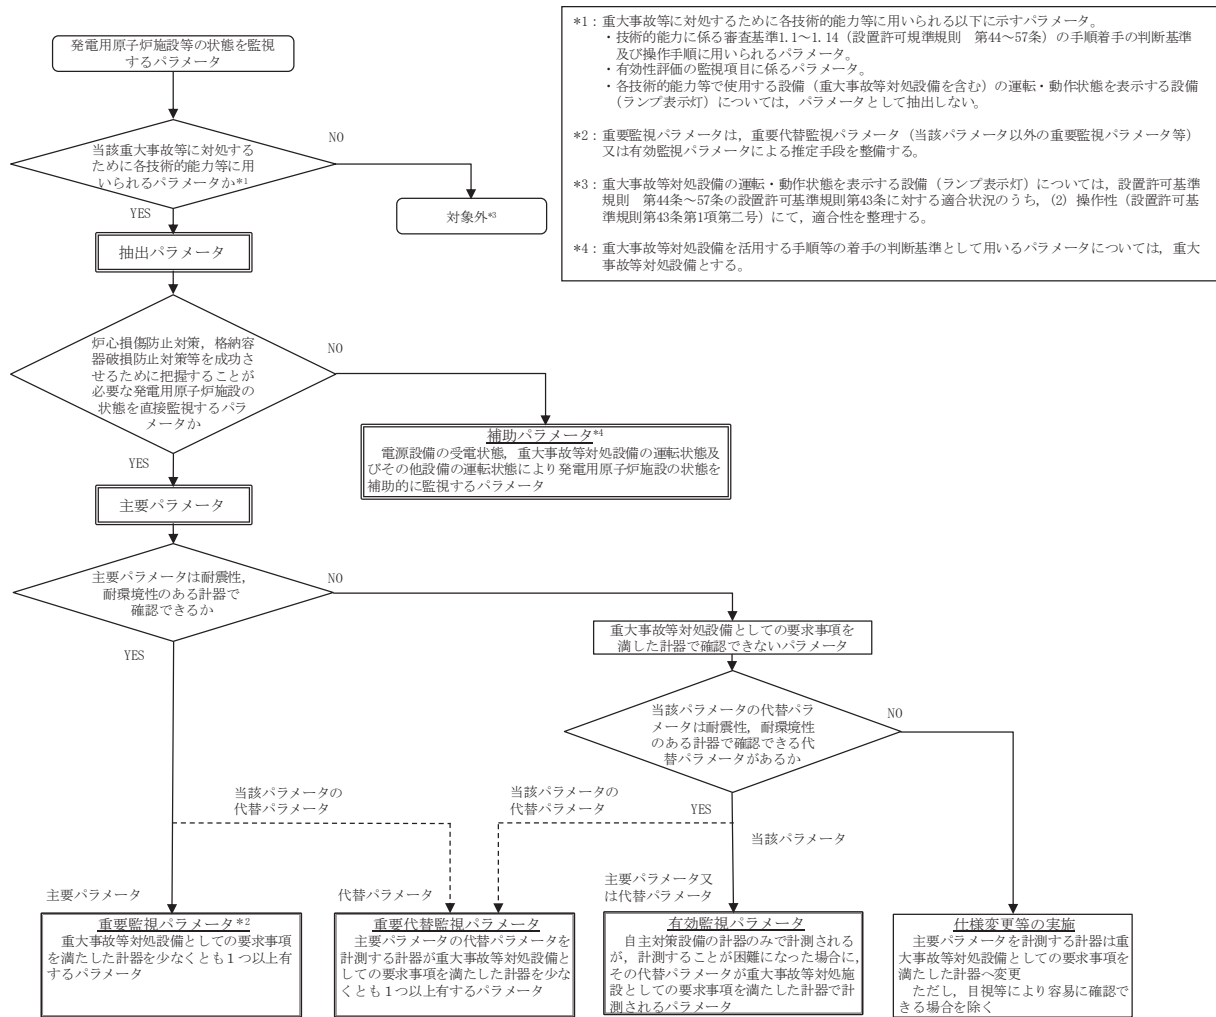 発電用原子炉施設等の状態を監視
するパラメータ
*1：重大事故等に対処するために各技術的能力等に用いられる以下に示すパラメータ。
・技術的能力に係る審査基準1.1～1.14（設置許可規準規則　第44～57条）の手順着手の判断基準
及び操作手順に用いられるパラメータ。
・有効性評価の監視項目に係るパラメータ。
・各技術的能力等で使用する設備（重大事故等対処設備を含む）の運転・動作状態を表示する設備
（ランプ表示灯）については，パラメータとして抽出しない。
*2：重要監視パラメータは，重要代替監視パラメータ（当該パラメータ以外の重要監視パラメータ等）
又は有効監視パラメータによる推定手段を整備する。
*3：重大事故等対処設備の運転・動作状態を表示する設備（ランプ表示灯）については，設置許可基準
規則　第44条～57条の設置許可基準規則第43条に対する適合状況のうち，(2) 操作性（設置許可基
準規則第43条第1項第二号）にて，適合性を整理する。
*4：重大事故等対処設備を活用する手順等の着手の判断基準として用いるパラメータについては，重大
事故等対処設備とする。
当該重大事故等に対処する
ために各技術的能力等に用
いられるパラメータか*1
NO
YES
対象外*3
抽出パラメータ
炉心損傷防止対策，格納容
器破損防止対策等を成功さ
せるために把握することが
必要な発電用原子炉施設の
状態を直接監視するパラ
メータか
NO
YES
補助パラメータ*4
電源設備の受電状態，重大事故等対処設備の運転状態及
びその他設備の運転状態により発電用原子炉施設の状態を
補助的に監視するパラメータ
主要パラメータ
主要パラメータは耐震性，
耐環境性のある計器で
確認できるか
NO
YES
重大事故等対処設備としての要求事項を
満した計器で確認できないパラメータ
当該パラメータの代替パラ
メータは耐震性，耐環境性
のある計器で確認できる代
替パラメータがあるか
NO
YES
当該パラメータの
代替パラメータ
当該パラメータの
代替パラメータ
当該パラメータ
主要パラメータ
代替パラメータ
主要パラメータ又
は代替パラメータ
重要監視パラメータ*2
重大事故等対処設備としての要求事項
を満たした計器を少なくとも１つ以上有
するパラメータ
重要代替監視パラメータ
主要パラメータの代替パラメータを
計測する計器が重大事故等対処設備と
しての要求事項を満たした計器を少な
くとも１つ以上有するパラメータ
有効監視パラメータ
自主対策設備の計器のみで計測される
が，計測することが困難になった場合に，
その代替パラメータが重大事故等対処施
設としての要求事項を満たした計器で計
測されるパラメータ
仕様変更等の実施
主要パラメータを計測する計器は重
大事故等対処設備としての要求事項を
満たした計器へ変更
ただし，目視等により容易に確認で
きる場合を除く